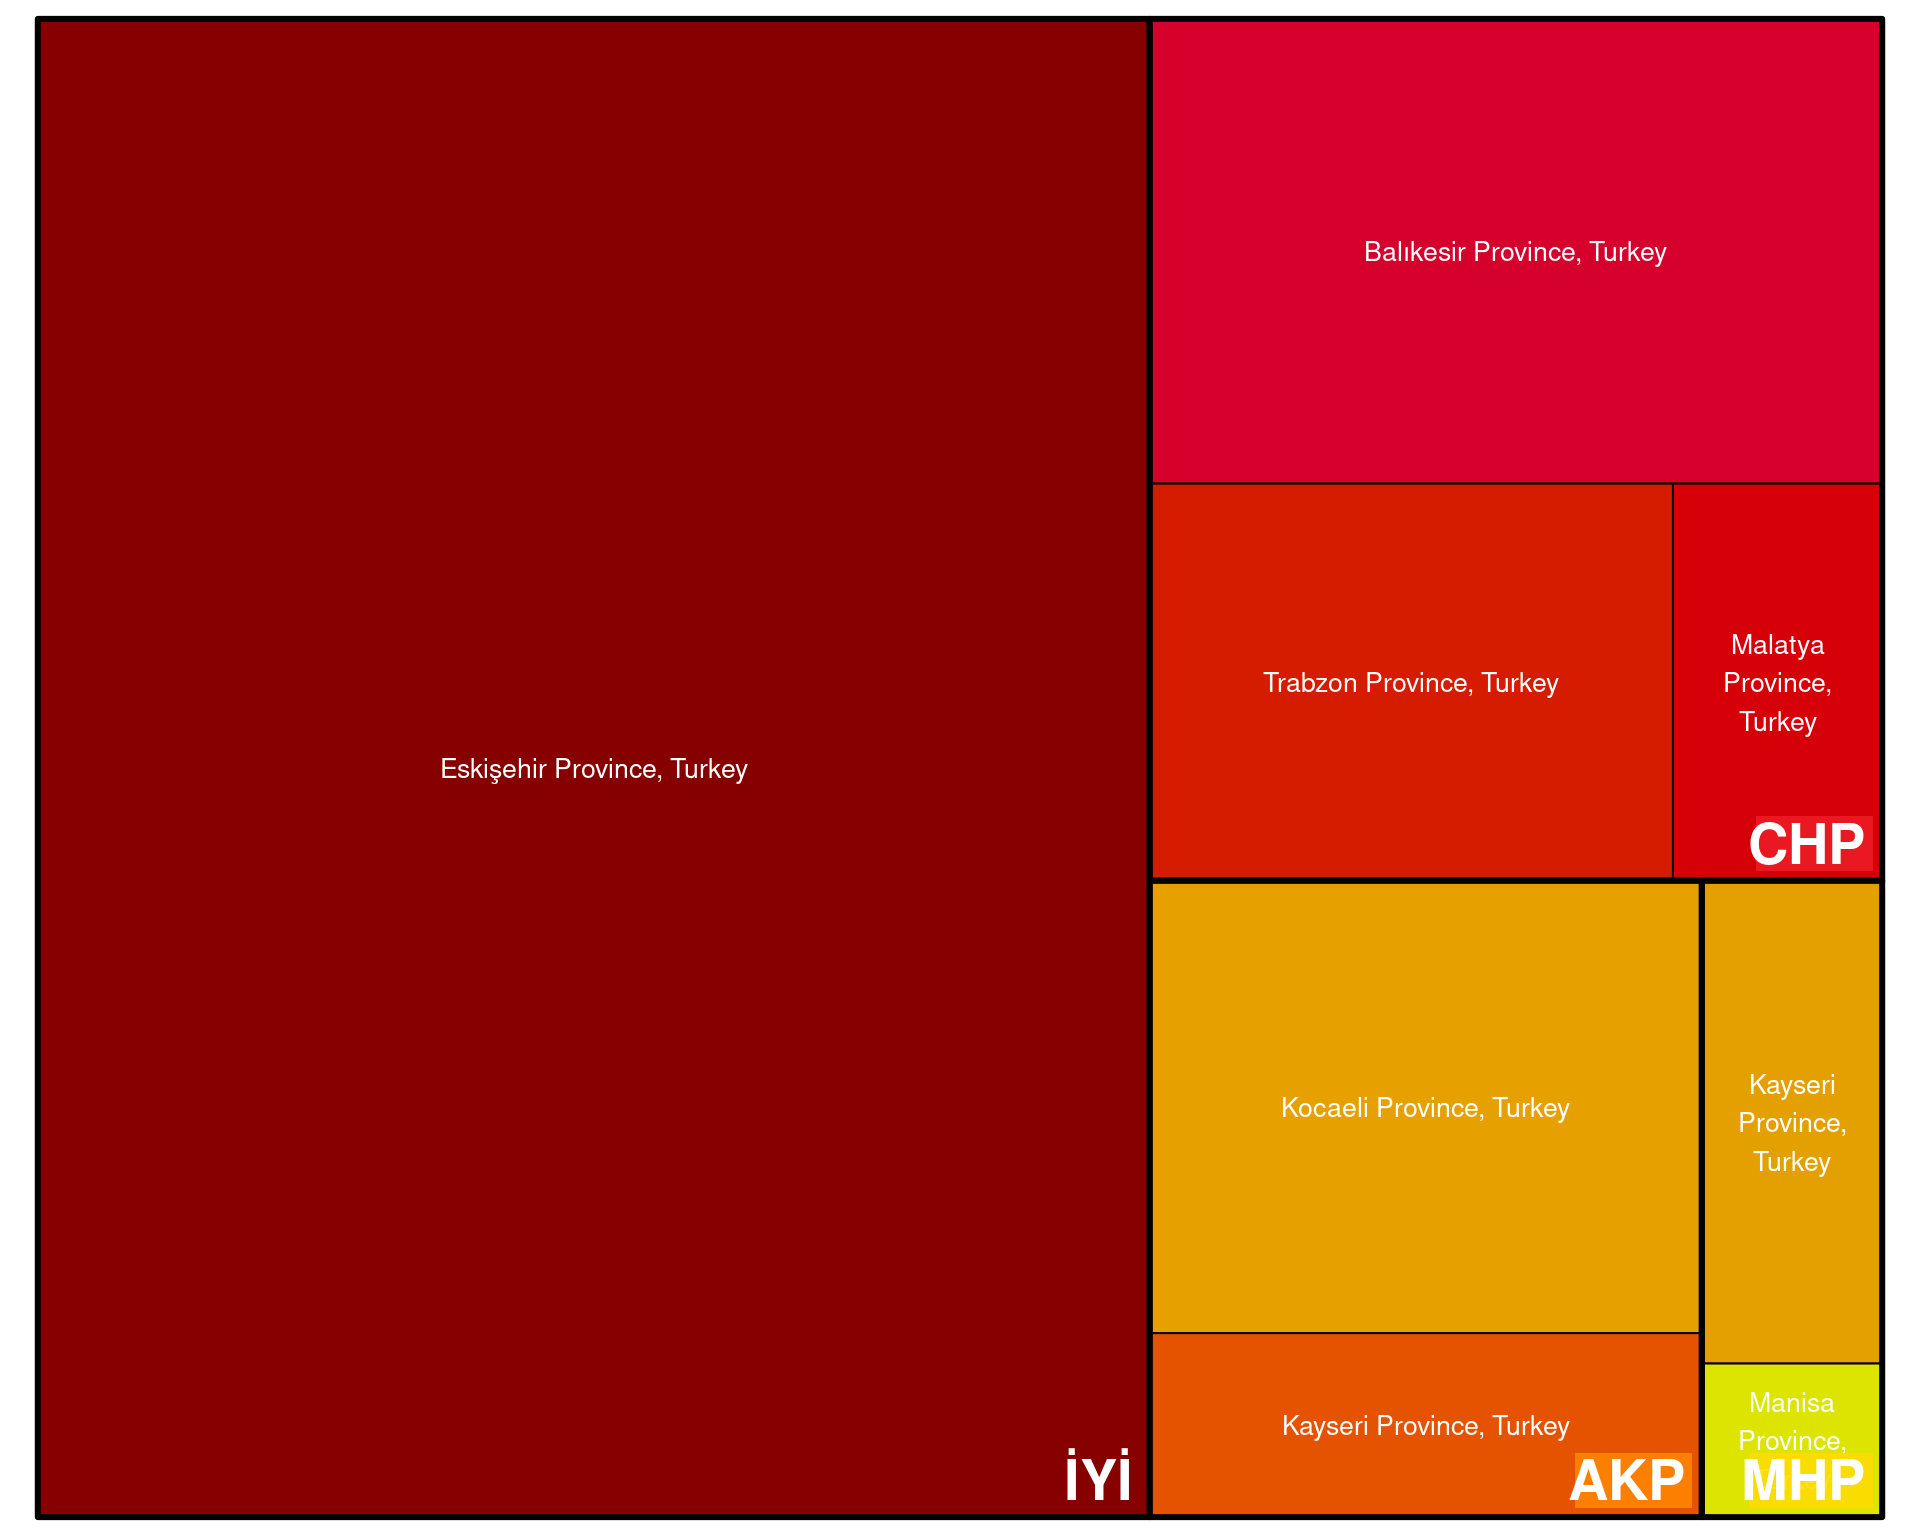 Eskişehir Province, Turkey
İYİ
Balıkesir Province, Turkey
Trabzon Province, Turkey
Malatya
Province,
Turkey
CHP
Kocaeli Province, Turkey
Kayseri Province, Turkey
AKP
Kayseri
Province,
Turkey
Manisa
Province,
MHP